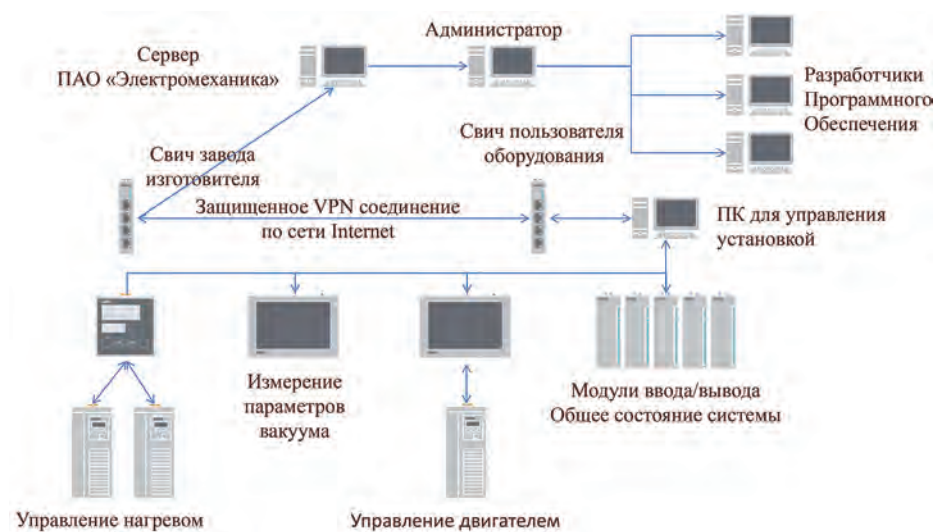 Сервер
ПАО «Электромеханика»
Администратор
Разработчики
Программного
Обеспечения
Свич завода
изготовителя
Свич пользователя
оборудования
Защищенное VPN соединение
по сети Internet
ПК для управления
установкой
Измерение
параметров
вакуума
Модули ввода/вывода
Общее состояние системы
Управление нагревом
Управление двигателем